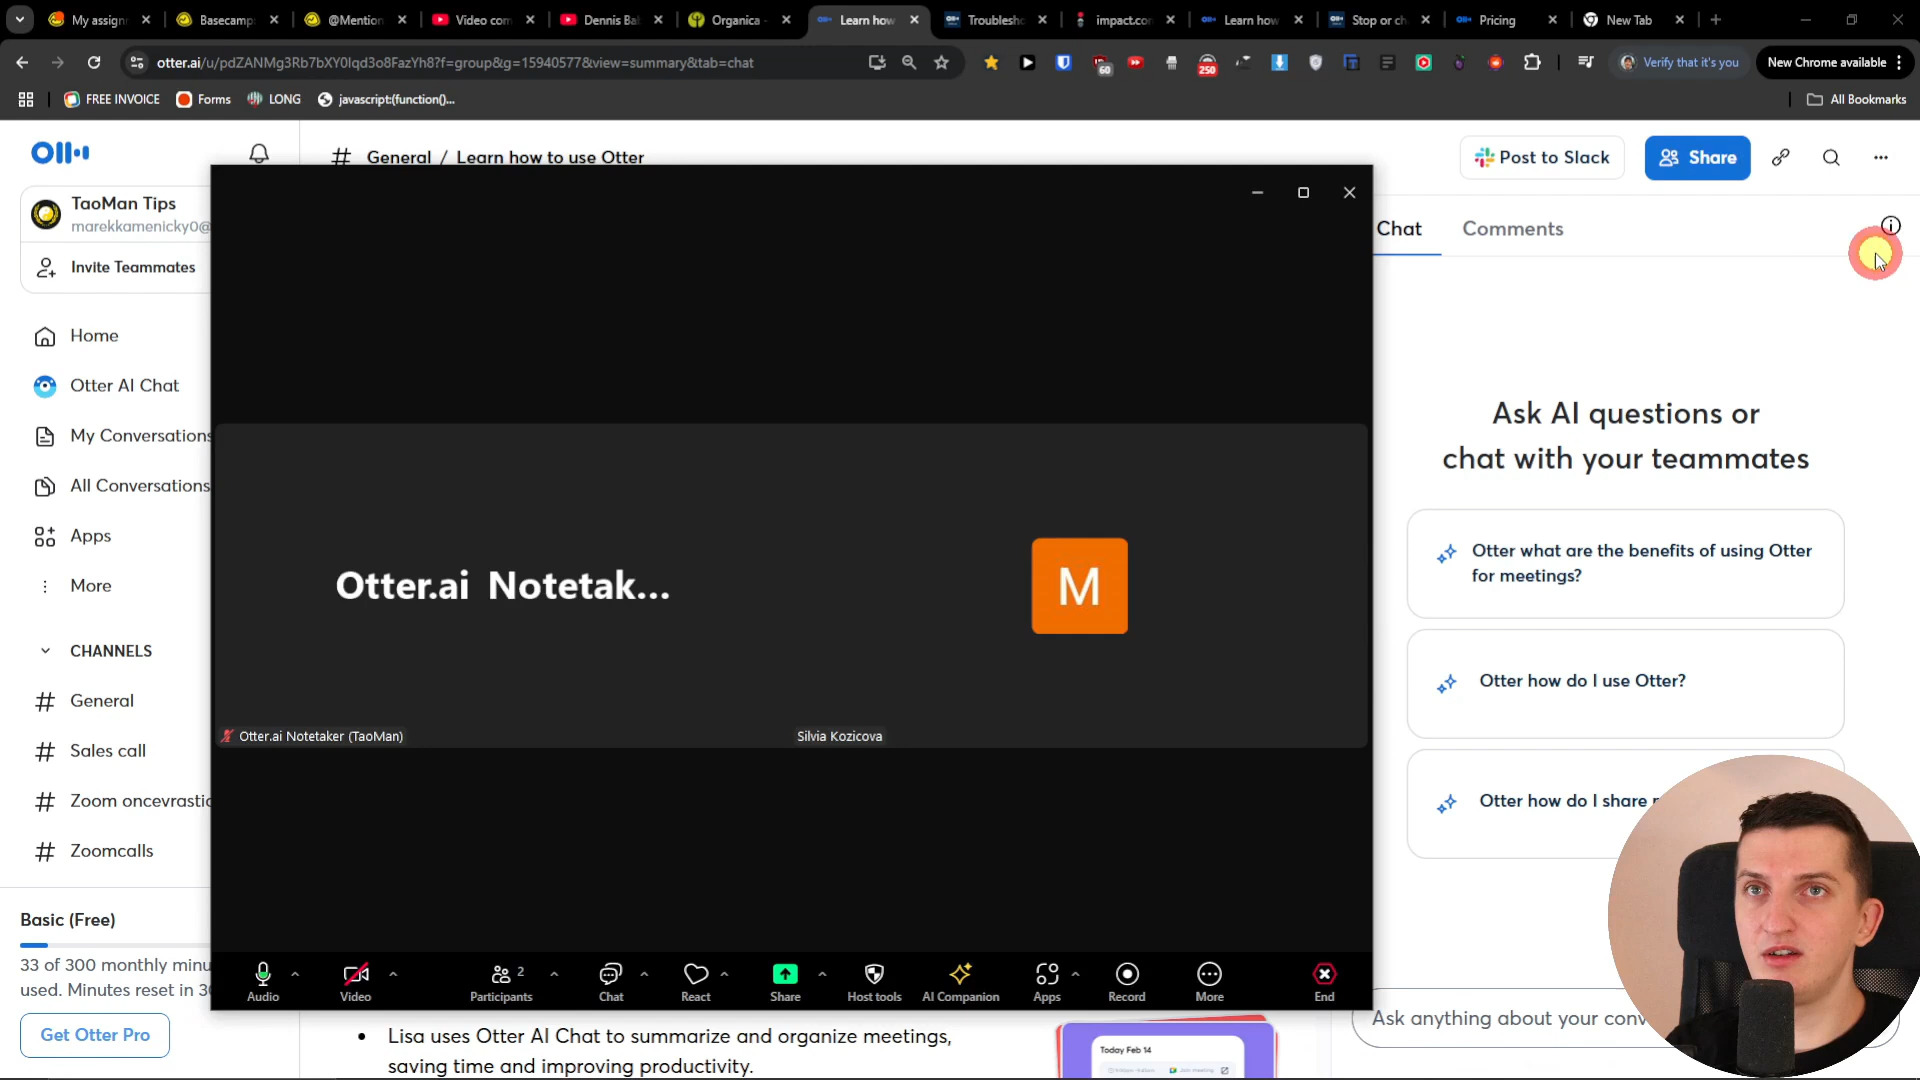 My assign
Basecamp
@Mention
Video com
Dennis Ba
Organica -
Learn how
Troublesho
impact.co
Learn how
Stop or ch
Pricing
New Tab
otter.ai/u/pdZANMg3Rb7bXY0Iqd3o8FazYh8?f=group&g=15940577&view=summary&tab=chat
60
250
Verify that it's you
New Chrome available
FREE INVOICE
Forms
LONG
javascript:(function()...
All Bookmarks
General / Learn how to use Otter
Post to Slack
Share
TaoMan Tips
marekkamenicky0@
Invite Teammates
Chat
Comments
Home
Otter AI Chat
My Conversations
All Conversations
Apps
More
CHANNELS
General
Sales call
Zoom oncevrastic
Zoomcalls
Basic (Free)
33 of 300 monthly minu
used. Minutes reset in
Get Otter Pro
Otter.ai Notetak...
M
Otter.ai Notetaker (TaoMan)
Silvia Kozicova
Audio
Video
2
Participants
Chat
React
Share
Host tools
AI Companion
Apps
Record
More
End
Ask AI questions or
chat with your teammates
Otter what are the benefits of using Otter
for meetings?
Otter how do I use Otter?
Otter how do I share
Ask anything about your conv
• Lisa uses Otter AI Chat to summarize and organize meetings,
saving time and improving productivity.
Today Feb 14